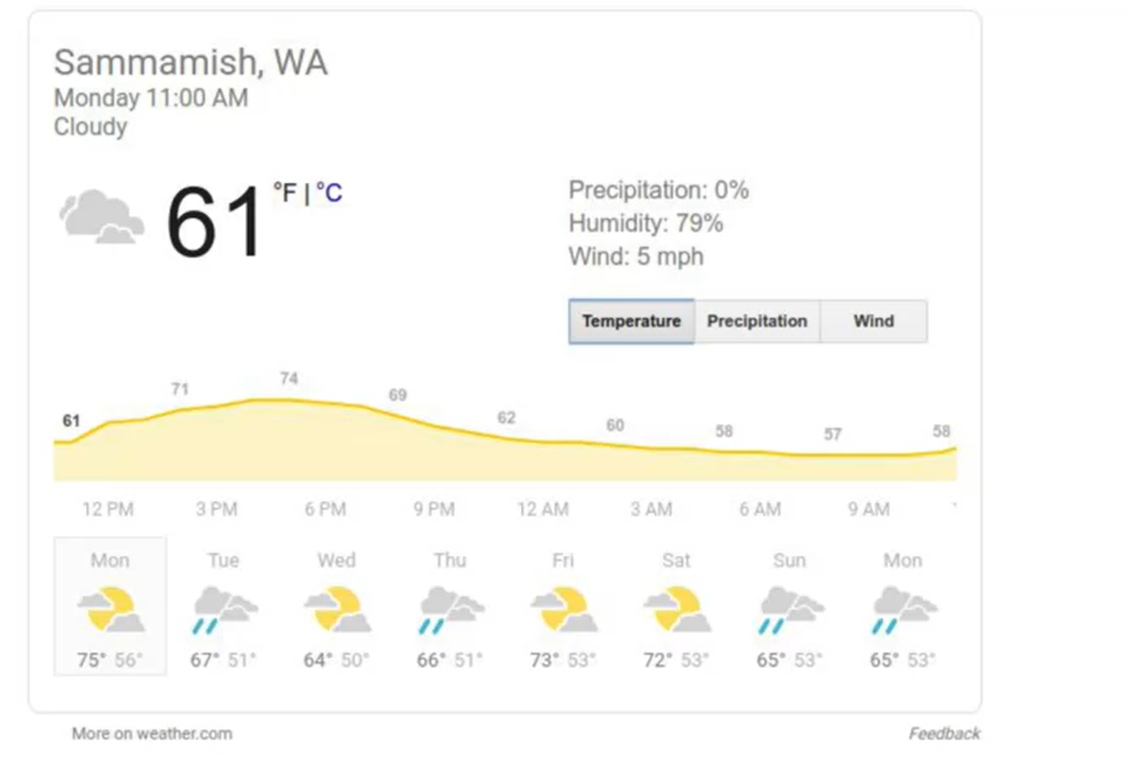 Sammamish, WA
Monday 11:00 AM
Cloudy
61 °F | °C
Precipitation: 0%
Humidity: 79%
Wind: 5 mph
Temperature Precipitation Wind
61 71 74 69 62 60 58 57 58
12 PM 3 PM 6 PM 9 PM 12 AM 3 AM 6 AM 9 AM
Mon Tue Wed Thu Fri Sat Sun Mon
75° 56° 67° 51° 64° 50° 66° 51° 73° 53° 72° 53° 65° 53° 65° 53°
More on weather.com Feedback